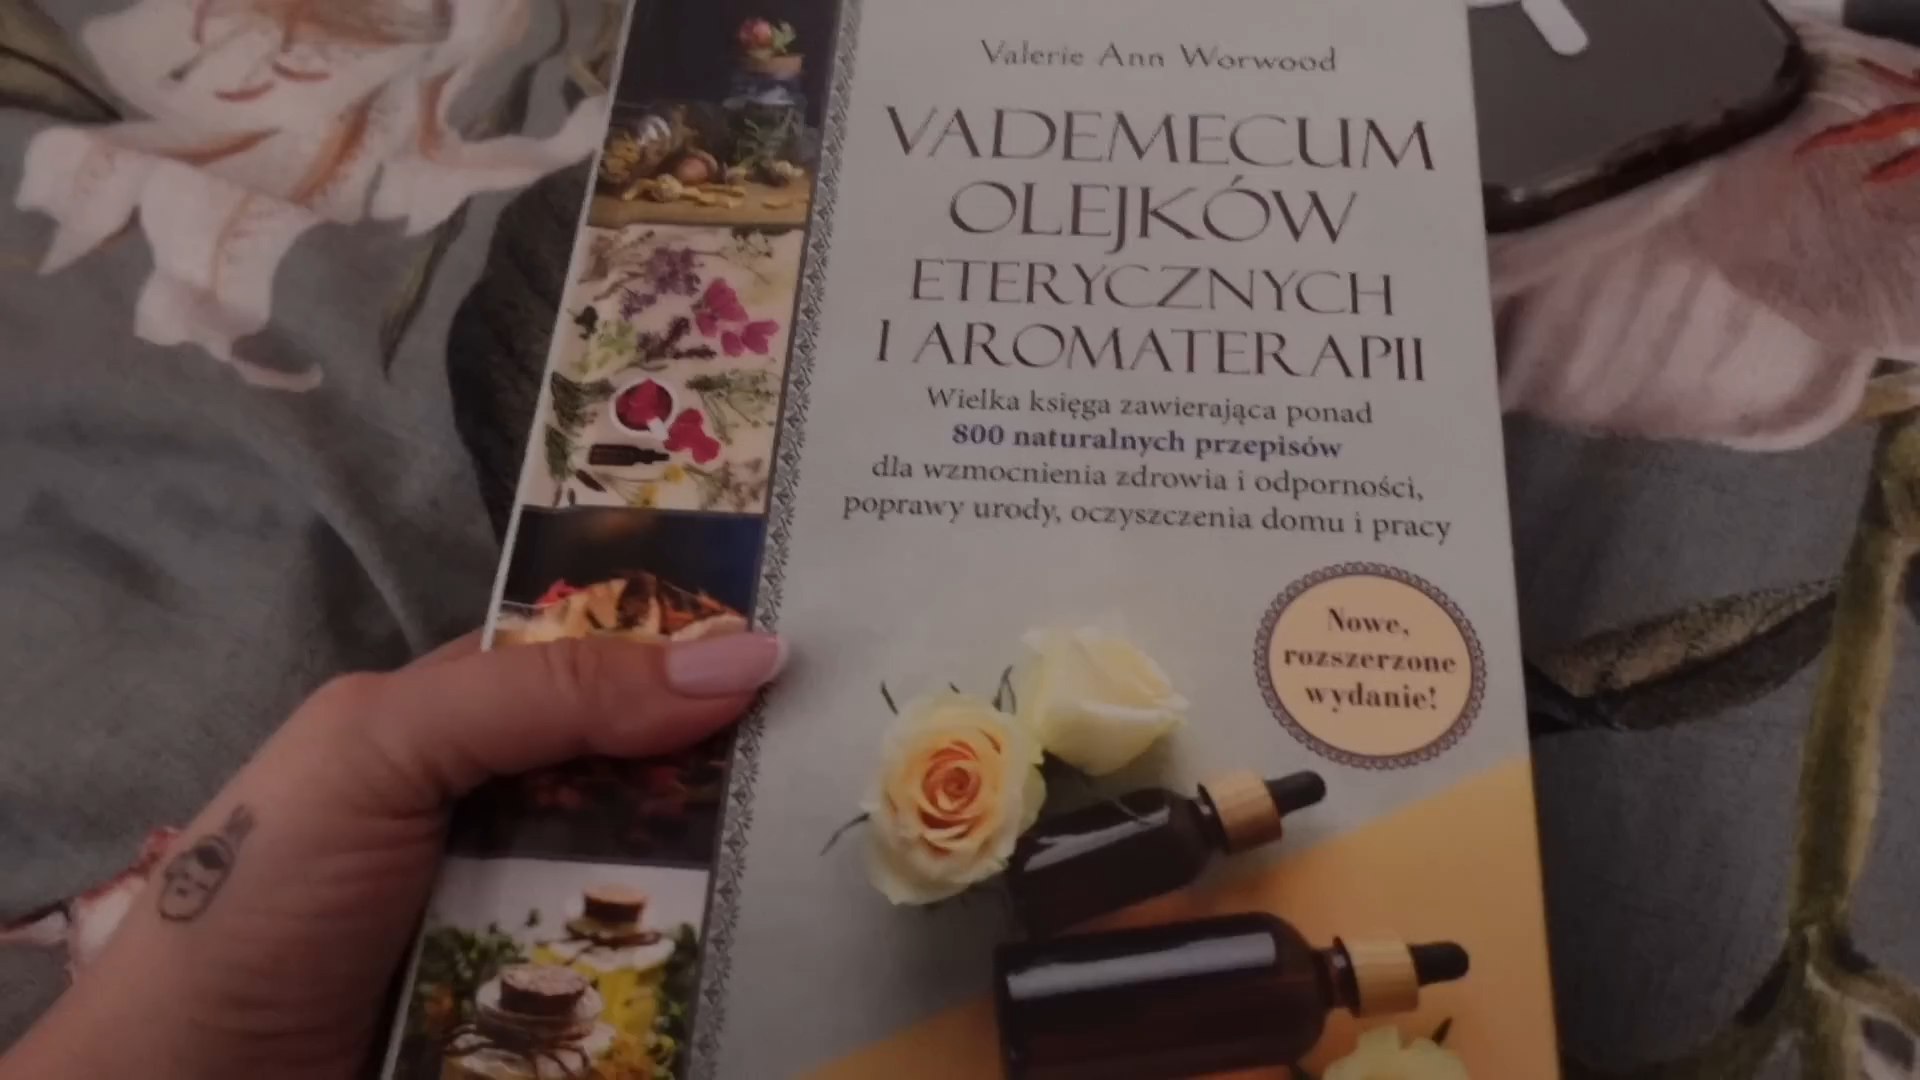 Valerie Ann Worwood
VADEMECUM
OLEJKÓW
ETERYCZNYCH
I AROMATERAPII
Wielka księga zawierająca ponad
800 naturalnych przepisów
dla wzmocnienia zdrowia i odporności,
poprawy urody, oczyszczenia domu i pracy
Nowe,
rozszerzone
wydanie!